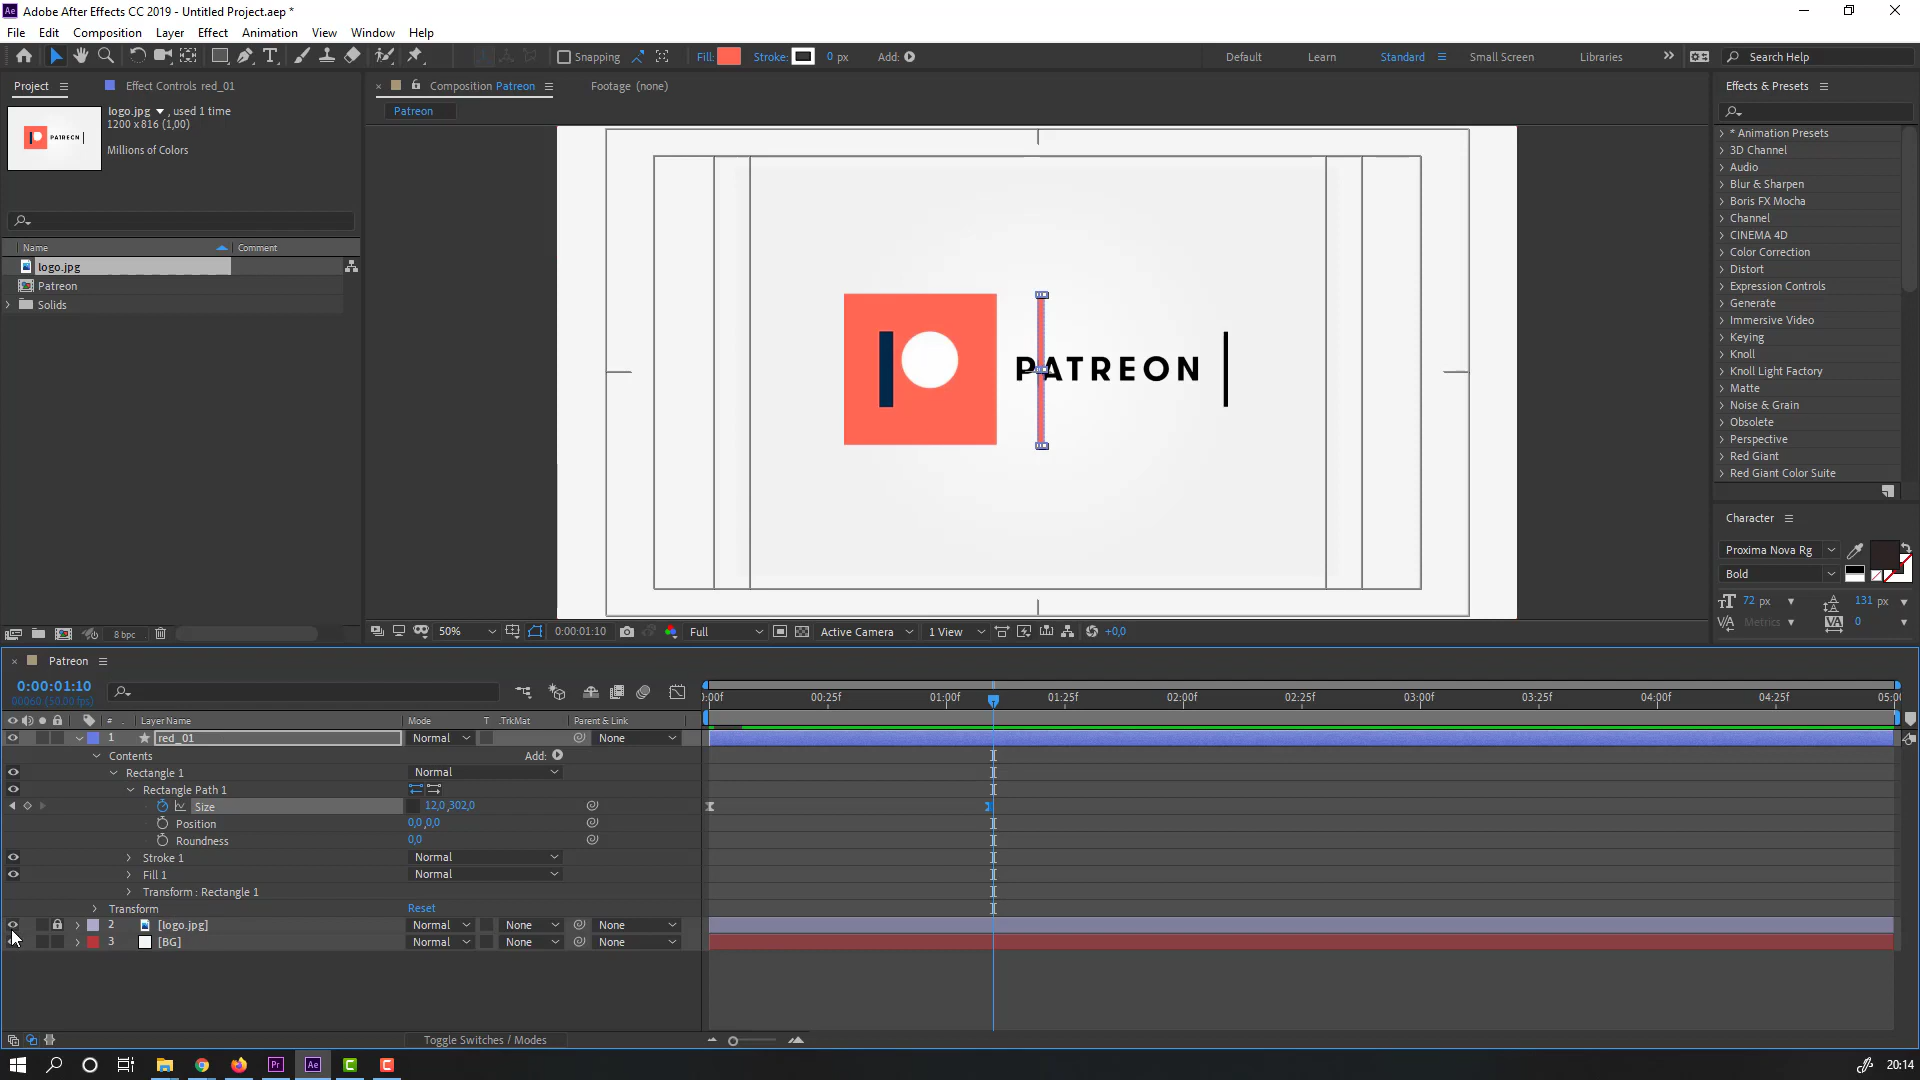 Adobe After Effects CC 2019 - Untitled Project.aep *
File Edit Composition Layer Effect Animation View Window Help
Snapping Fill: Stroke: 0 px Add: Default Learn Standard Small Screen Libraries Search Help
Project Effect Controls red_01 Composition Patreon Footage (none) Effects & Presets
logo.jpg , used 1 time
1200 x 816 (1,00)
Millions of Colors
PATREON
Patreon
Name Comment
logo.jpg
Patreon
Solids
PATREON
* Animation Presets
3D Channel
Audio
Blur & Sharpen
Boris FX Mocha
Channel
CINEMA 4D
Color Correction
Distort
Expression Controls
Generate
Immersive Video
Keying
Knoll
Knoll Light Factory
Matte
Noise & Grain
Obsolete
Perspective
Red Giant
Red Giant Color Suite
Character
Proxima Nova Rg
Bold
72 px 131 px
Metrics 0
8 bpc 50% 0:00:01:10 Full Active Camera 1 View +0,0
Patreon
0:00:01:10
00060 (50.00 fps)
:00f 00:25f 01:00f 01:25f 02:00f 02:25f 03:00f 03:25f 04:00f 04:25f 05:00
# Layer Name Mode T .TrkMat Parent & Link
1 red_01 Normal None
Contents Add:
Rectangle 1 Normal
Rectangle Path 1
Size 12,0,302,0
Position 0,0,0,0
Roundness 0,0
Stroke 1 Normal
Fill 1 Normal
Transform : Rectangle 1
Transform Reset
2 [logo.jpg] Normal None None
3 [BG] Normal None None
Toggle Switches / Modes
Pr Ae C C 20:14